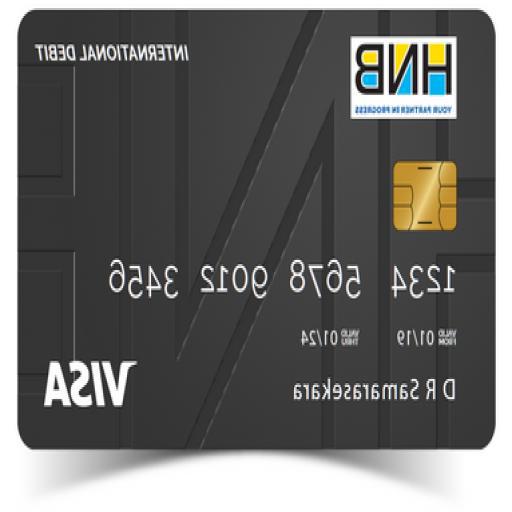 HNB
INTERNATIONAL DEBIT
YOUR PARTNER IN PROGRESS
1234 5678 9012 3456
VALID FROM 01/19 VALID THRU 01/24
D R Samarasekara
VISA